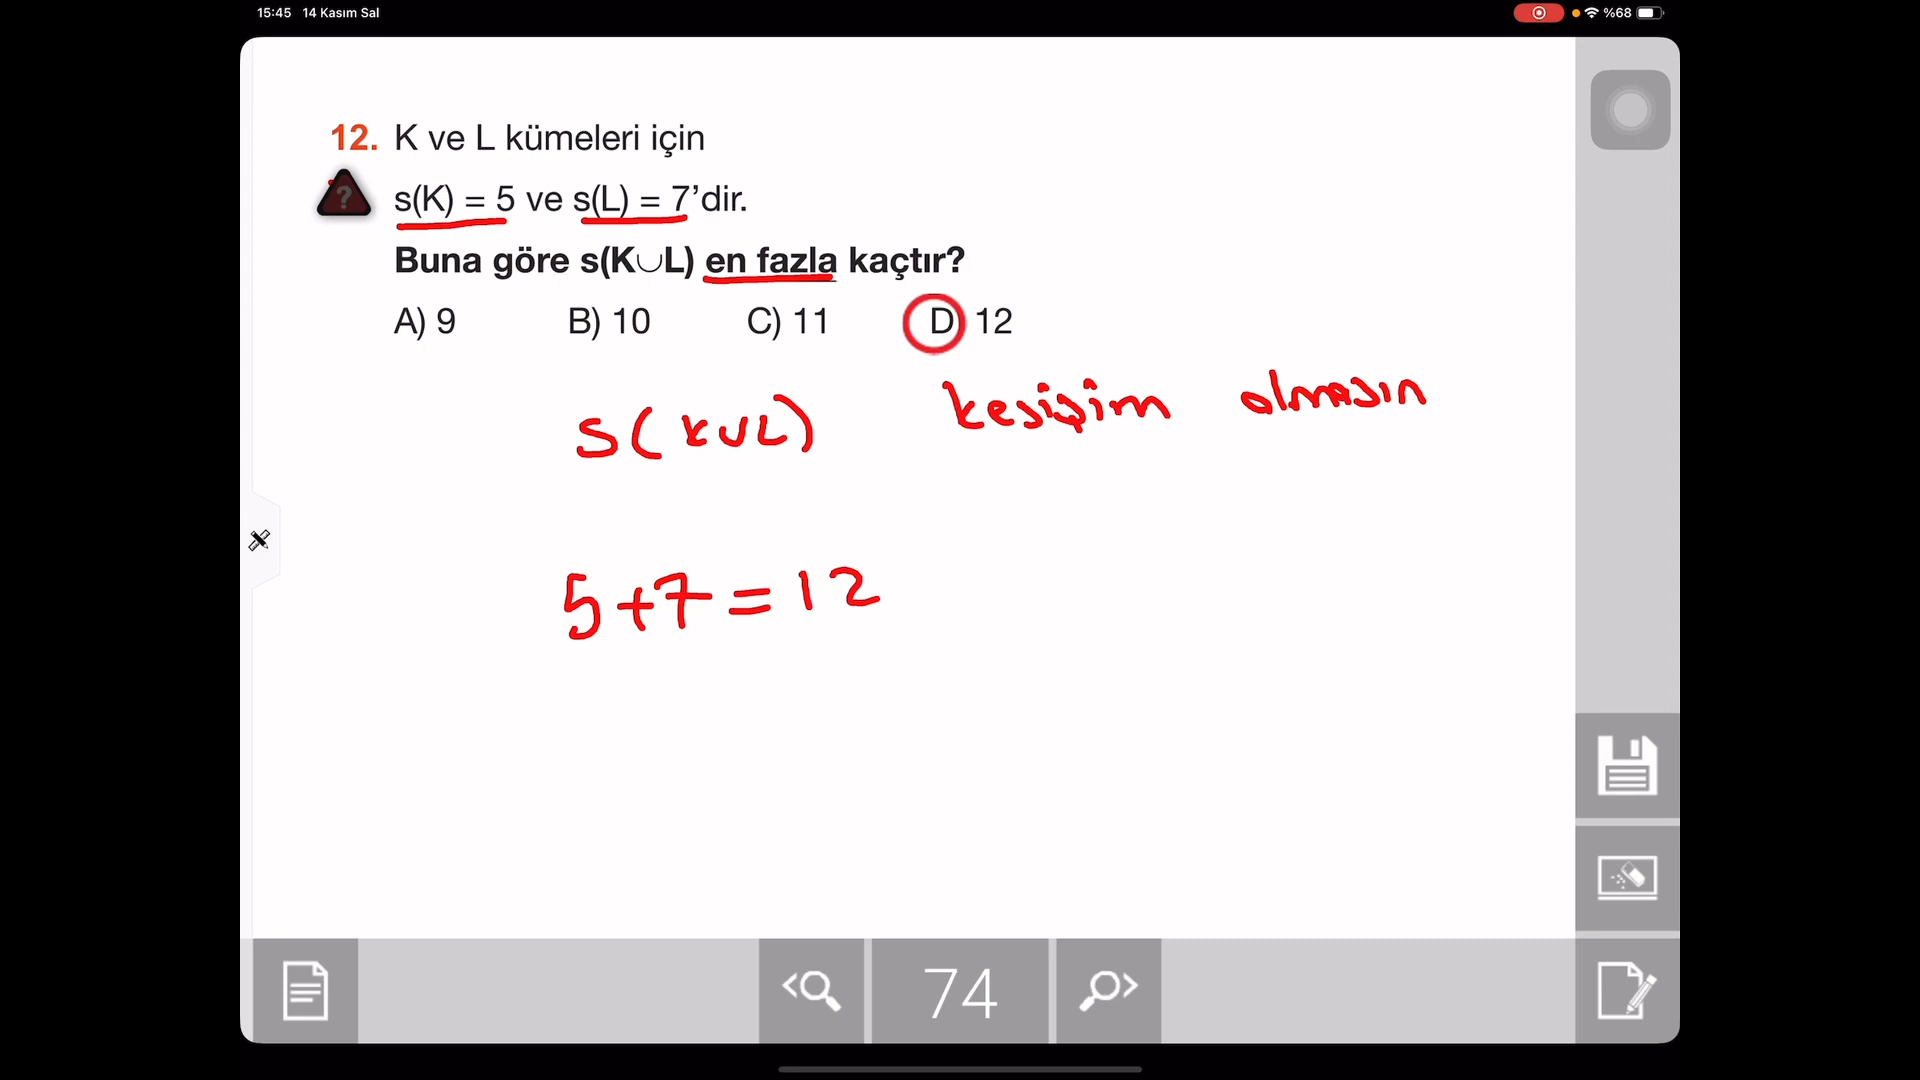 15:45 14 Kasım Sal
%68
12. K ve L kümeleri için
?
s(K) = 5 ve s(L) = 7’dir.
Buna göre s(K∪L) en fazla kaçtır?
A) 9 B) 10 C) 11 D) 12
s(K∪L) kesişim olmasın
5+7=12
74